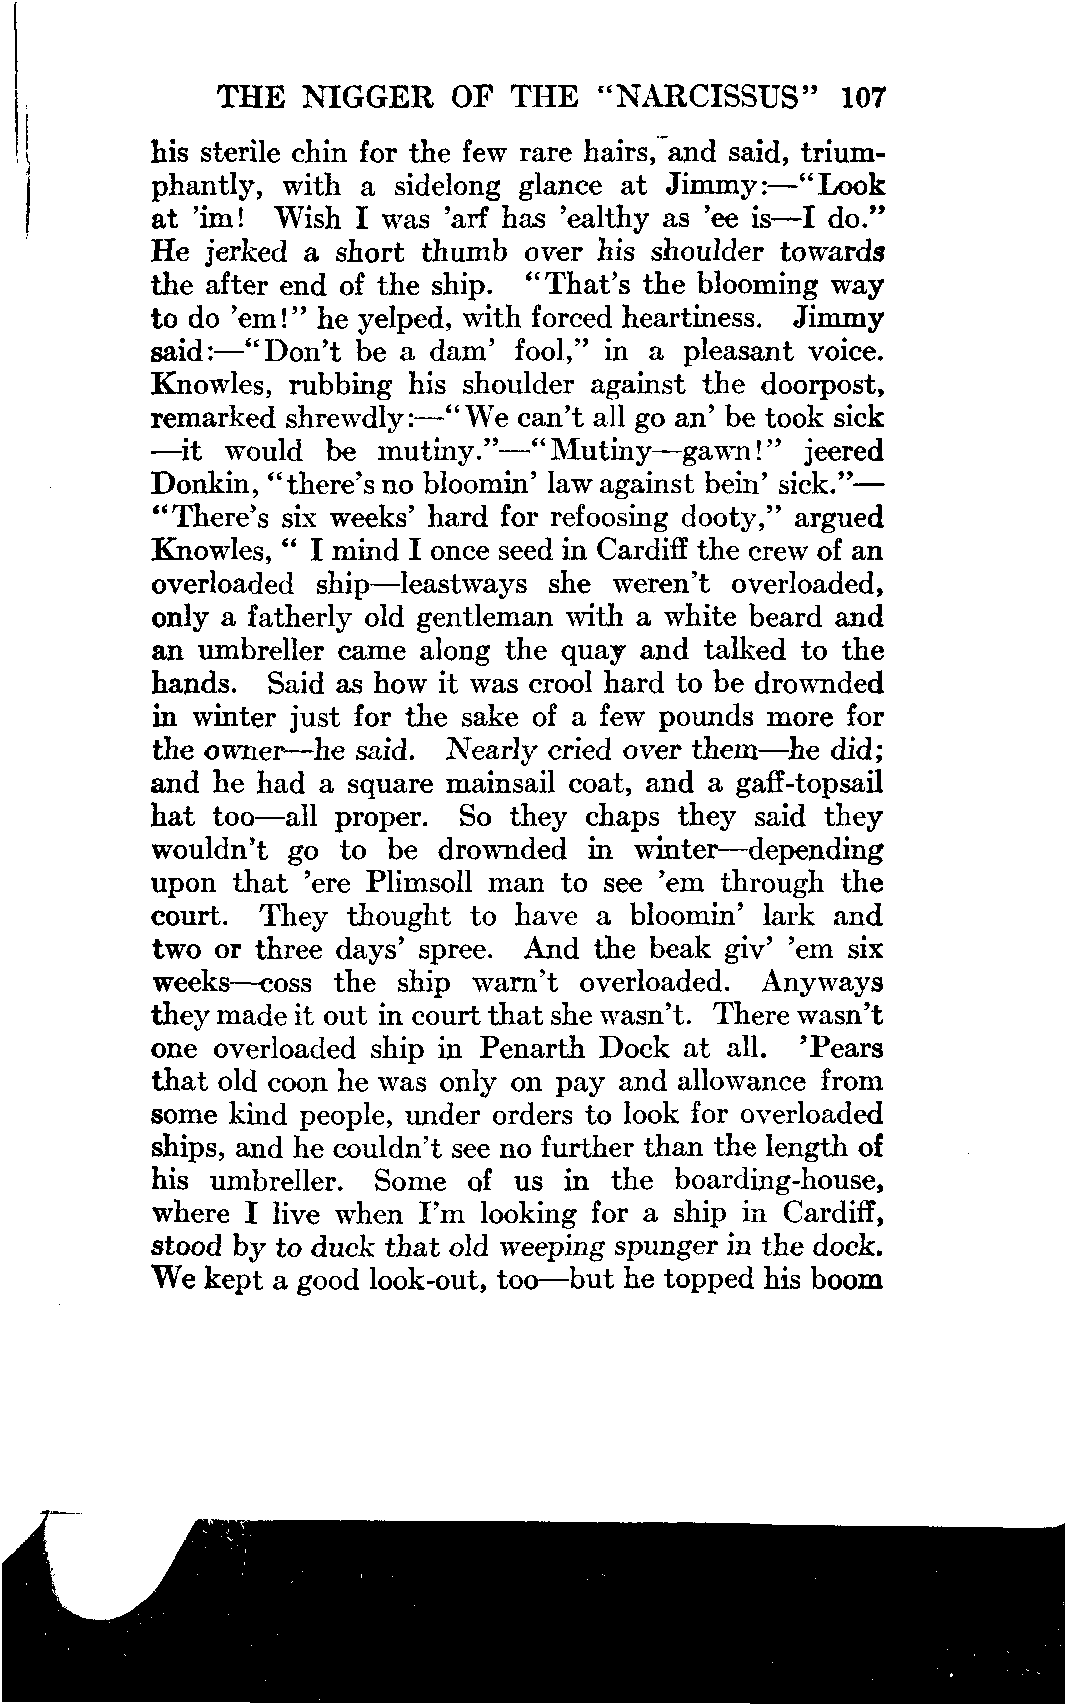 THE NIGGER OF THE "NARCISSUS" 107
his sterile chin for the few rare hairs, and said, trium-
phantly, with a sidelong glance at Jimmy:—"Look
at 'im! Wish I was 'arf has 'ealthy as 'ee is—I do."
He jerked a short thumb over his shoulder towards
the after end of the ship. "That's the blooming way
to do 'em!" he yelped, with forced heartiness. Jimmy
said:—"Don't be a dam' fool," in a pleasant voice.
Knowles, rubbing his shoulder against the doorpost,
remarked shrewdly:—"We can't all go an' be took sick
—it would be mutiny."—"Mutiny—gawn!" jeered
Donkin, "there's no bloomin' law against bein' sick."—
"There's six weeks' hard for refoosing dooty," argued
Knowles, " I mind I once seed in Cardiff the crew of an
overloaded ship—leastways she weren't overloaded,
only a fatherly old gentleman with a white beard and
an umbreller came along the quay and talked to the
hands. Said as how it was crool hard to be drownded
in winter just for the sake of a few pounds more for
the owner—he said. Nearly cried over them—he did;
and he had a square mainsail coat, and a gaff-topsail
hat too—all proper. So they chaps they said they
wouldn't go to be drownded in winter—depending
upon that 'ere Plimsoll man to see 'em through the
court. They thought to have a bloomin' lark and
two or three days' spree. And the beak giv' 'em six
weeks—coss the ship warn't overloaded. Anyways
they made it out in court that she wasn't. There wasn't
one overloaded ship in Penarth Dock at all. 'Pears
that old coon he was only on pay and allowance from
some kind people, under orders to look for overloaded
ships, and he couldn't see no further than the length of
his umbreller. Some of us in the boarding-house,
where I live when I'm looking for a ship in Cardiff,
stood by to duck that old weeping spunger in the dock.
We kept a good look-out, too—but he topped his boom